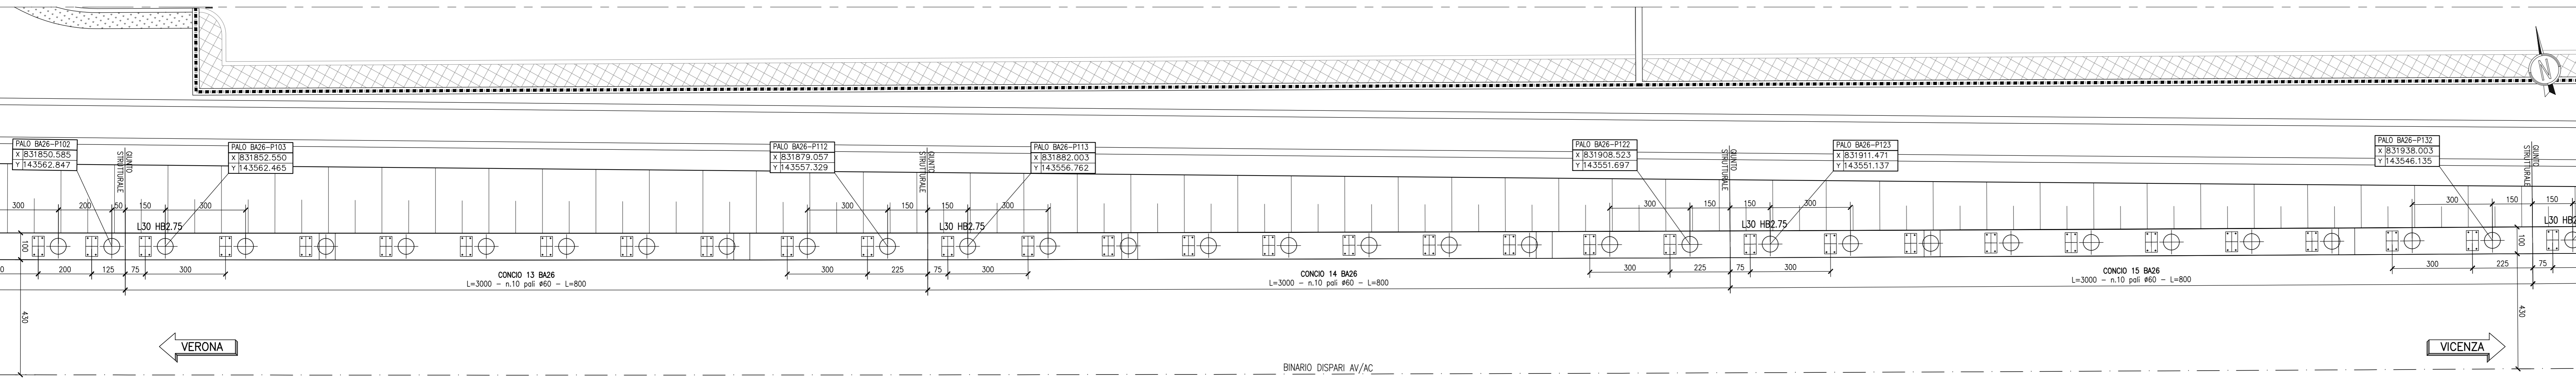 N
PALO BA26-P102
X 831850.585
Y 143562.847
GIUNTO
STRUTTURALE
PALO BA26-P103
X 831852.550
Y 143562.465
PALO BA26-P112
X 831879.057
Y 143557.329
GIUNTO
STRUTTURALE
PALO BA26-P113
X 831882.003
Y 143556.762
PALO BA26-P122
X 831908.523
Y 143551.697
GIUNTO
STRUTTURALE
PALO BA26-P123
X 831911.471
Y 143551.137
PALO BA26-P132
X 831938.003
Y 143546.135
GIUNTO
STRUTTURALE
300 200 50 150 300 300 150 150 300 300 150 150 300 300 150 150
L30 HB2.75 L30 HB2.75 L30 HB2.75 L30 HB2
100 100
200 125 75 300 300 225 75 300 300 225 75 300 300 225 75
CONCIO 13 BA26
L=3000 - n.10 pali ø60 - L=800
CONCIO 14 BA26
L=3000 - n.10 pali ø60 - L=800
CONCIO 15 BA26
L=3000 - n.10 pali ø60 - L=800
430 430
VERONA
VICENZA
BINARIO DISPARI AV/AC